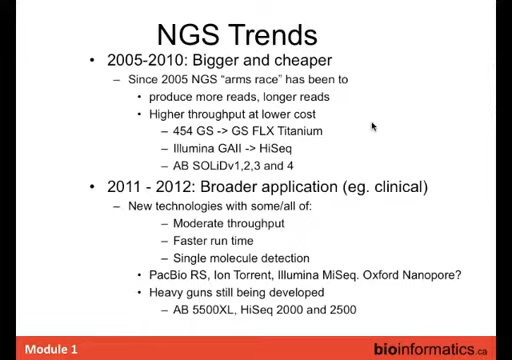 NGS Trends
• 2005-2010: Bigger and cheaper
– Since 2005 NGS “arms race” has been to
• produce more reads, longer reads
• Higher throughput at lower cost
– 454 GS -> GS FLX Titanium
– Illumina GAII -> HiSeq
– AB SOLiDv1,2,3 and 4
• 2011 - 2012: Broader application (eg. clinical)
– New technologies with some/all of:
– Moderate throughput
– Faster run time
– Single molecule detection
• PacBio RS, Ion Torrent, Illumina MiSeq. Oxford Nanopore?
• Heavy guns still being developed
– AB 5500XL, HiSeq 2000 and 2500
Module 1
bioinformatics.ca